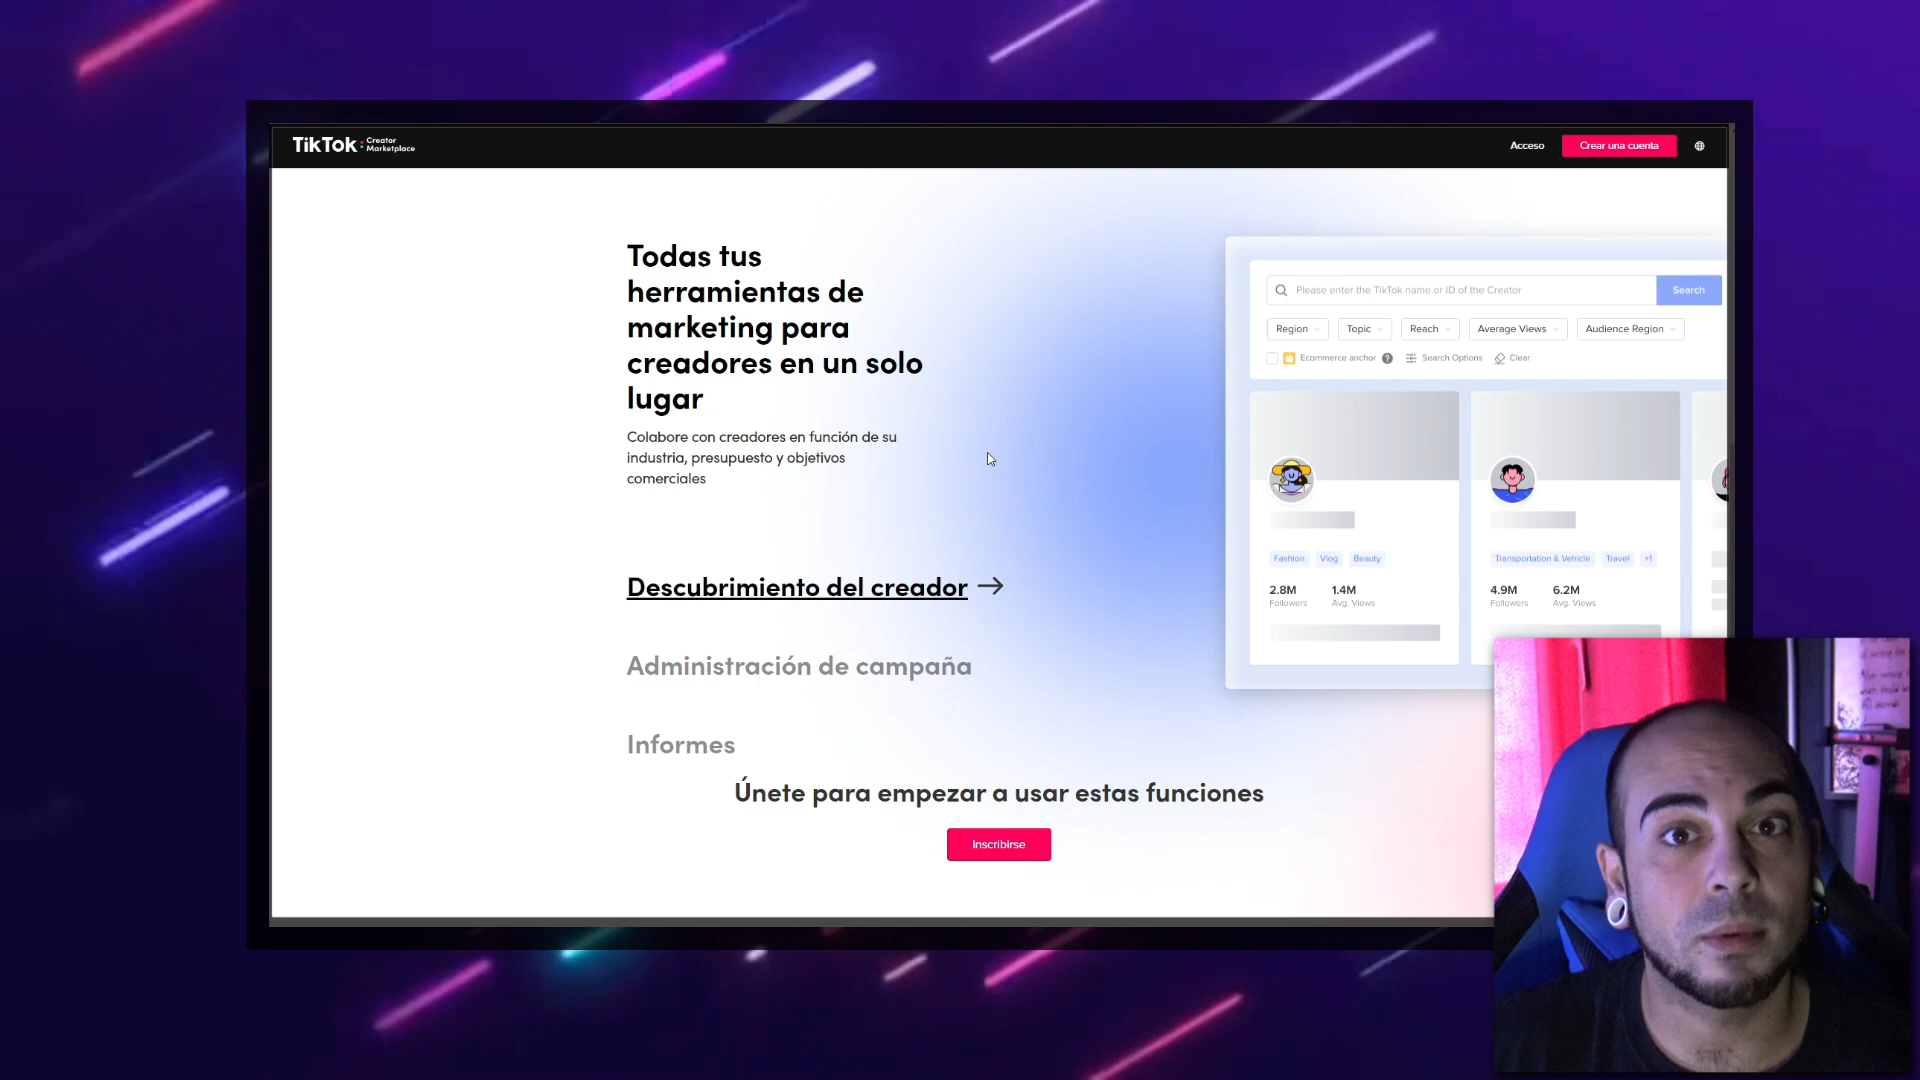 TikTok: Creator Marketplace
Acceso
Crear una cuenta
Todas tus
herramientas de
marketing para
creadores en un solo
lugar
Colabore con creadores en función de su
industria, presupuesto y objetivos
comerciales
Descubrimiento del creador
Administración de campaña
Informes
Únete para empezar a usar estas funciones
Inscribirse
Please enter the TikTok name or ID of the Creator
Search
Region
Topic
Reach
Average Views
Audience Region
Ecommerce anchor ?
Search Options
Clear
Fashion
Vlog
Beauty
2.8M
1.4M
Followers
Avg. Views
Transportation & Vehicle
Travel
+1
4.9M
6.2M
Followers
Avg. Views